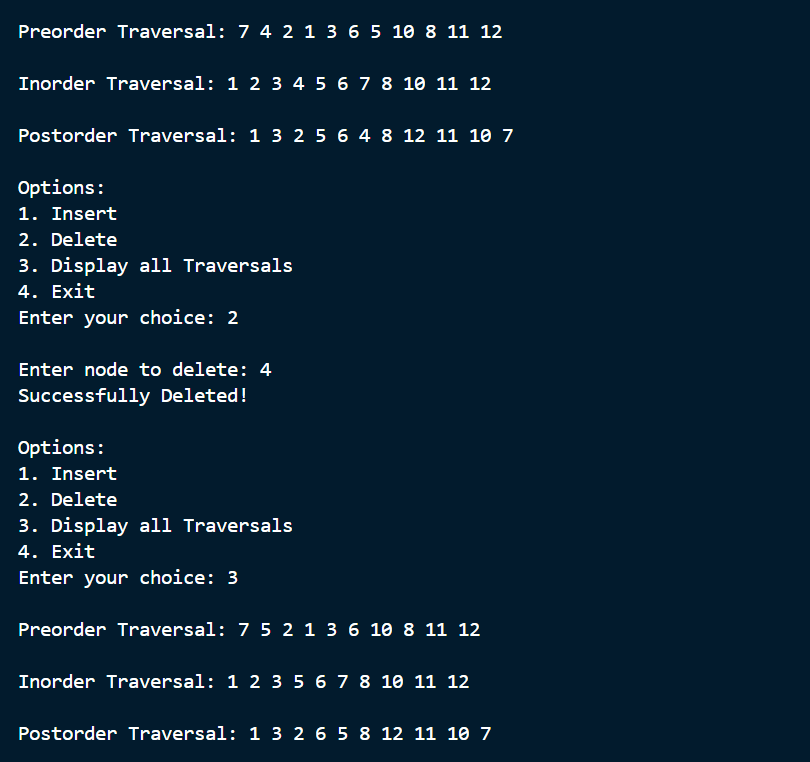 Preorder Traversal: 7 4 2 1 3 6 5 10 8 11 12
Inorder Traversal: 1 2 3 4 5 6 7 8 10 11 12
Postorder Traversal: 1 3 2 5 6 4 8 12 11 10 7
Options:
1. Insert
2. Delete
3. Display all Traversals
4. Exit
Enter your choice: 2
Enter node to delete: 4
Successfully Deleted!
Options:
1. Insert
2. Delete
3. Display all Traversals
4. Exit
Enter your choice: 3
Preorder Traversal: 7 5 2 1 3 6 10 8 11 12
Inorder Traversal: 1 2 3 5 6 7 8 10 11 12
Postorder Traversal: 1 3 2 6 5 8 12 11 10 7